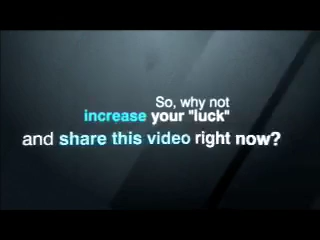 So, why not
increase your "luck"
and share this video right now?